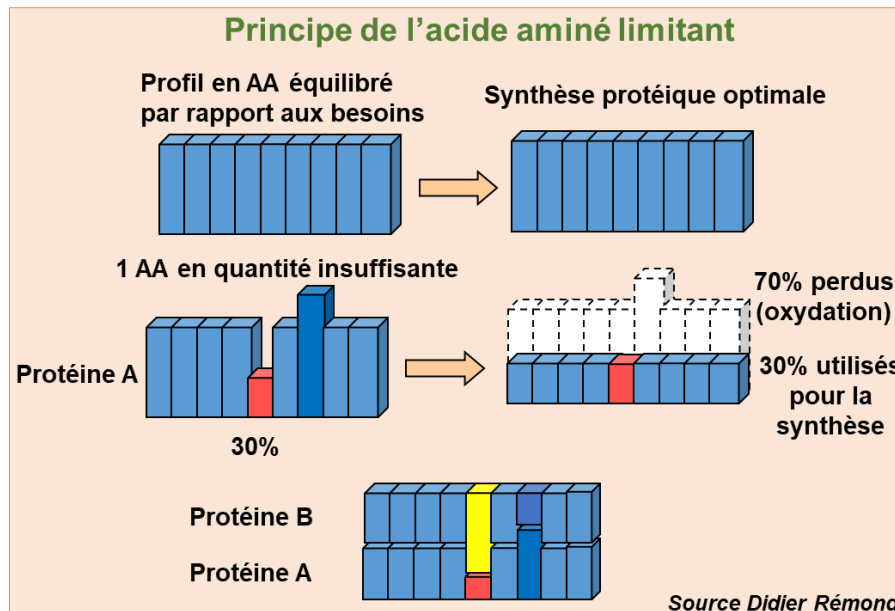 Principe de l'acide aminé limitant
Profil en AA équilibré
par rapport aux besoins
Synthèse protéique optimale
1 AA en quantité insuffisante
70% perdus
(oxydation)
Protéine A
30% utilisés
pour la
synthèse
30%
Protéine B
Protéine A
Source Didier Rémond